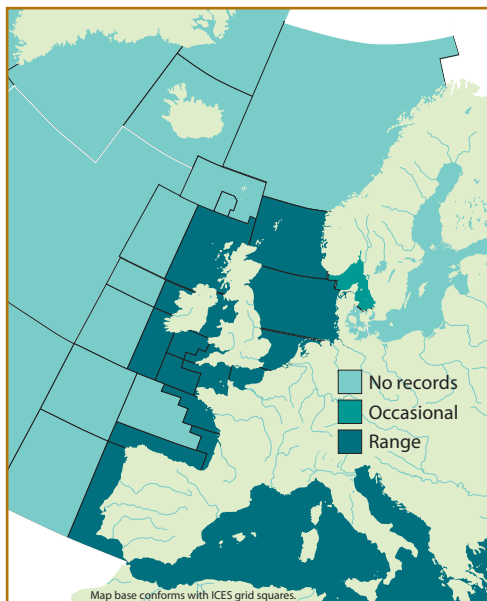 No records
Occasional
Range
Map base conforms with ICES grid squares.